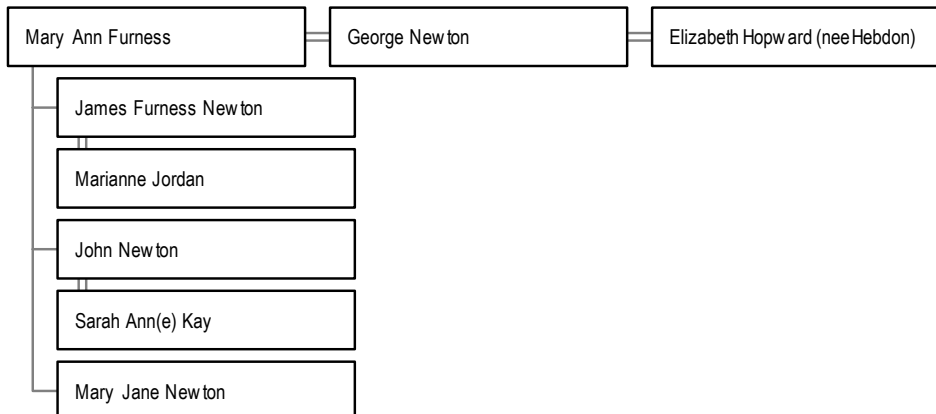 Mary Ann Furness
George Newton
Elizabeth Hopward (nee Hebdon)
James Furness Newton
Marianne Jordan
John Newton
Sarah Ann(e) Kay
Mary Jane Newton